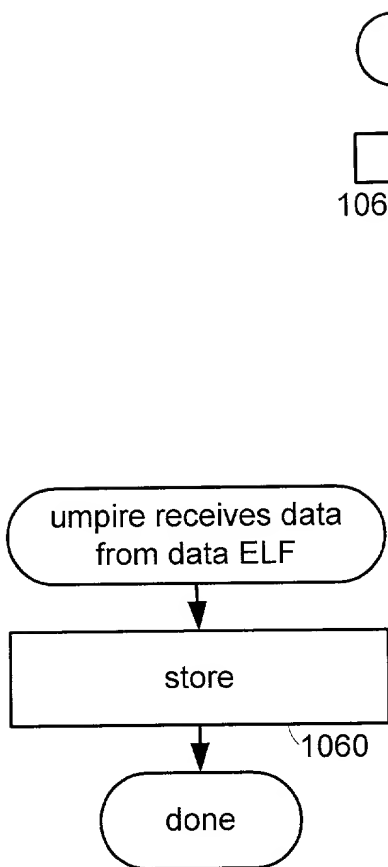 106
umpire receives data
from data ELF
store
1060
done